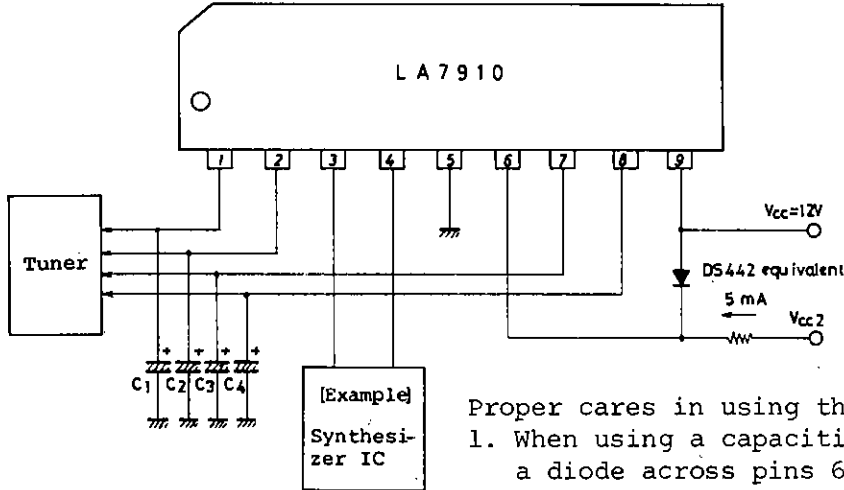 LA7910
1 2 3 4 5 6 7 8 9
Vcc=12V
Tuner
DS442 equivalent
5 mA
Vcc2
C1 C2 C3 C4
[Example]
Synthesi-
zer IC
Proper cares in using th
1. When using a capaciti
a diode across pins 6